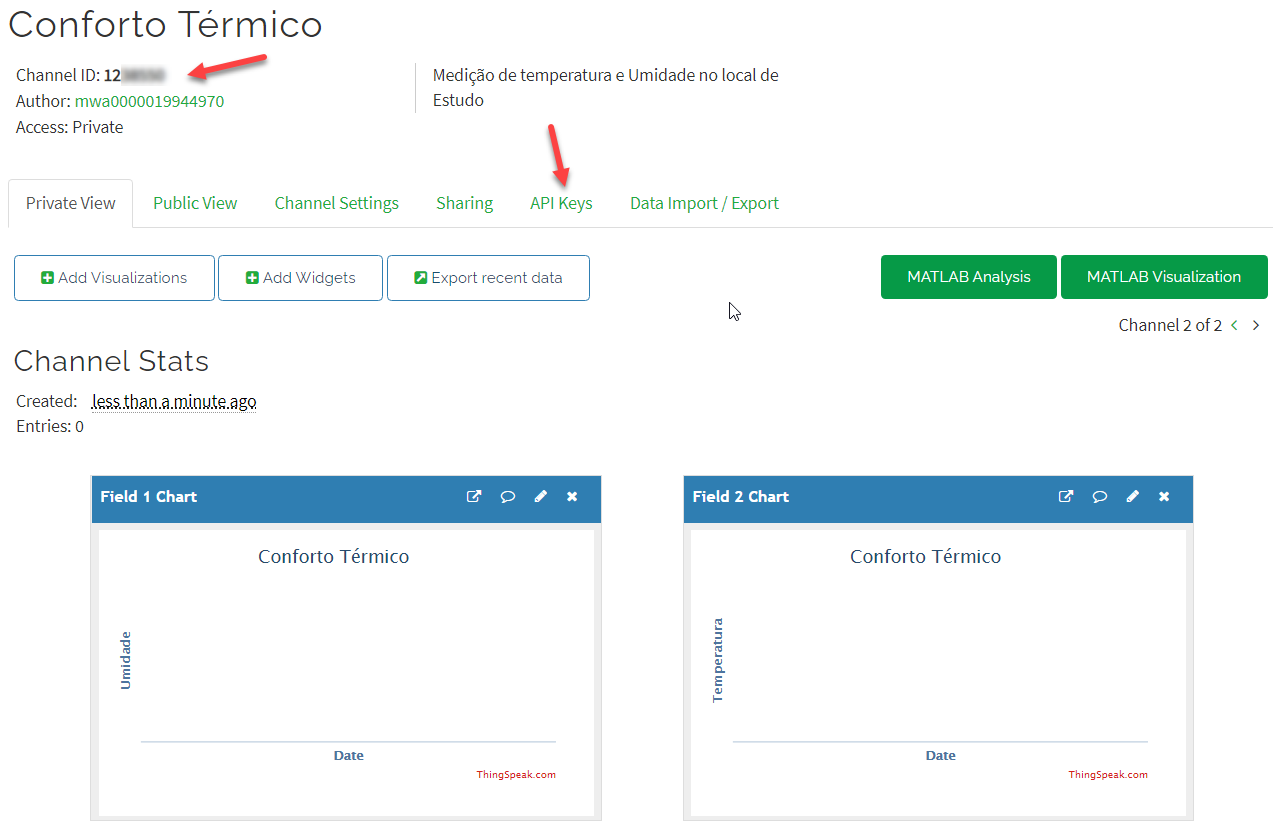 Conforto Térmico
Channel ID: 12
Author: mwa0000019944970
Access: Private
Medição de temperatura e Umidade no local de
Estudo
Private View
Public View
Channel Settings
Sharing
API Keys
Data Import / Export
Add Visualizations
Add Widgets
Export recent data
MATLAB Analysis
MATLAB Visualization
Channel 2 of 2 < >
Channel Stats
Created: less than a minute ago
Entries: 0
Field 1 Chart
Conforto Térmico
Umidade
Date
ThingSpeak.com
Field 2 Chart
Conforto Térmico
Temperatura
Date
ThingSpeak.com